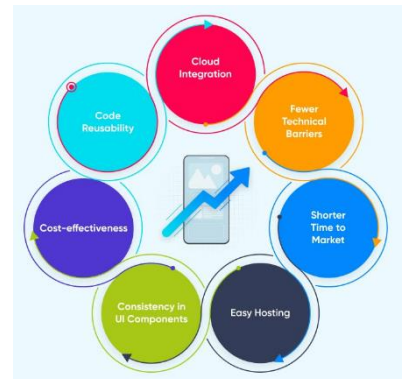 Cloud
Integration
Fewer
Technical
Barriers
Shorter
Time to
Market
Easy Hosting
Consistency in
UI Components
Cost-effectiveness
Code
Reusability